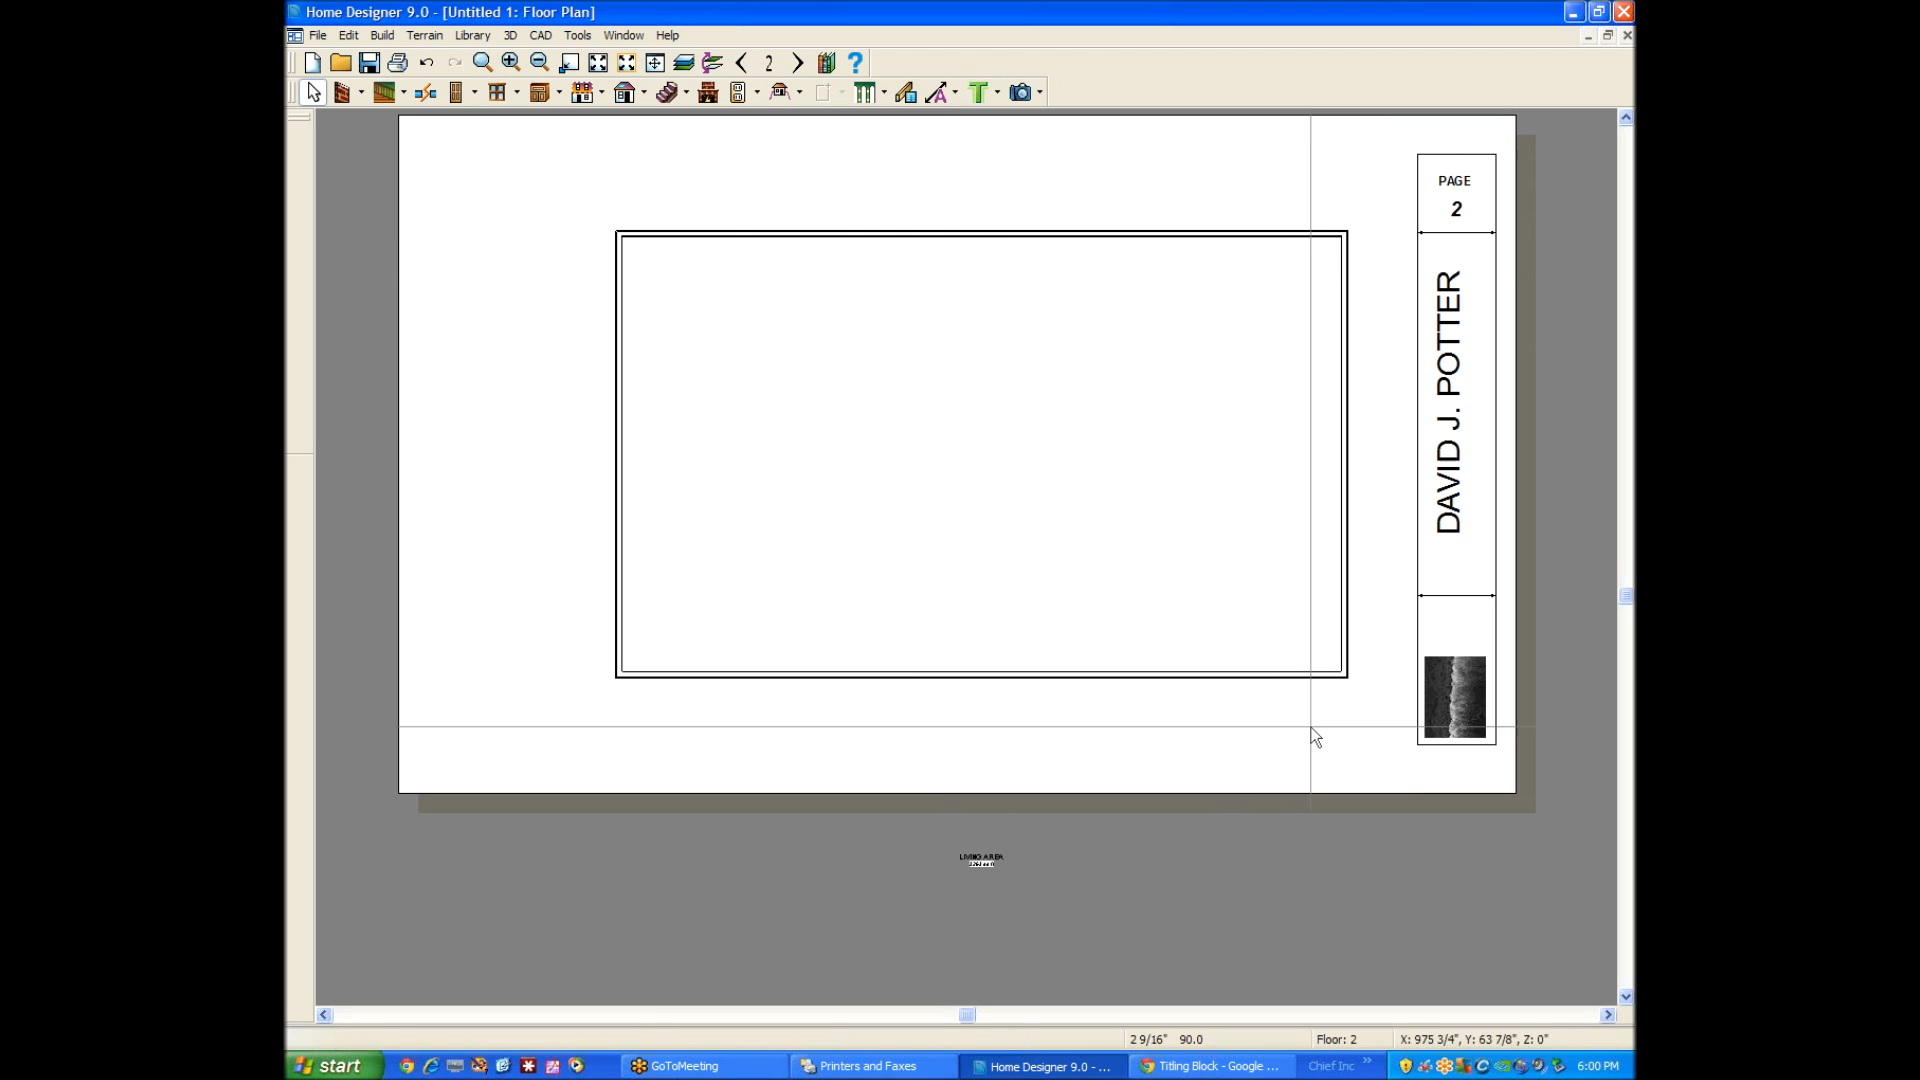 Home Designer 9.0 - [Untitled 1: Floor Plan]
File Edit Build Terrain Library 3D CAD Tools Window Help
2
PAGE
2
DAVID J. POTTER
LIVING AREA
2 9/16" 90.0 Floor: 2 X: 975 3/4", Y: 63 7/8", Z: 0"
start GoToMeeting Printers and Faxes Home Designer 9.0 - ... Titling Block - Google ... Chief Inc » 6:00 PM